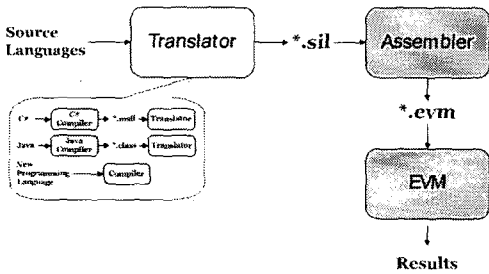 Source
Languages
Translator
*.sil
Assembler
*.evm
EVM
Results
C#
C#
Compiler
*.msil
Translator
Java
Java
Compiler
*.class
Translator
New
Programming
Language
Compiler